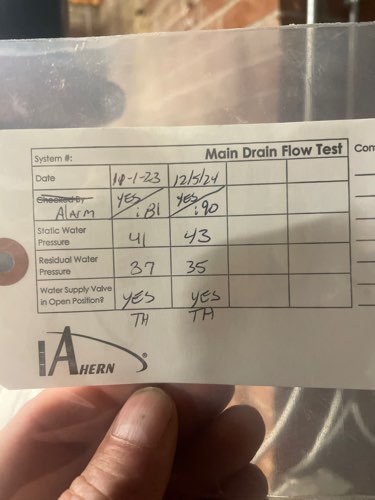 System #: Main Drain Flow Test Com
Date 11-1-23 12/5/24
Checked By
Alarm YES :31 YES :90
Static Water
Pressure 41 43
Residual Water
Pressure 37 35
Water Supply Valve
in Open Position? YES YES
TH TH
AHERN